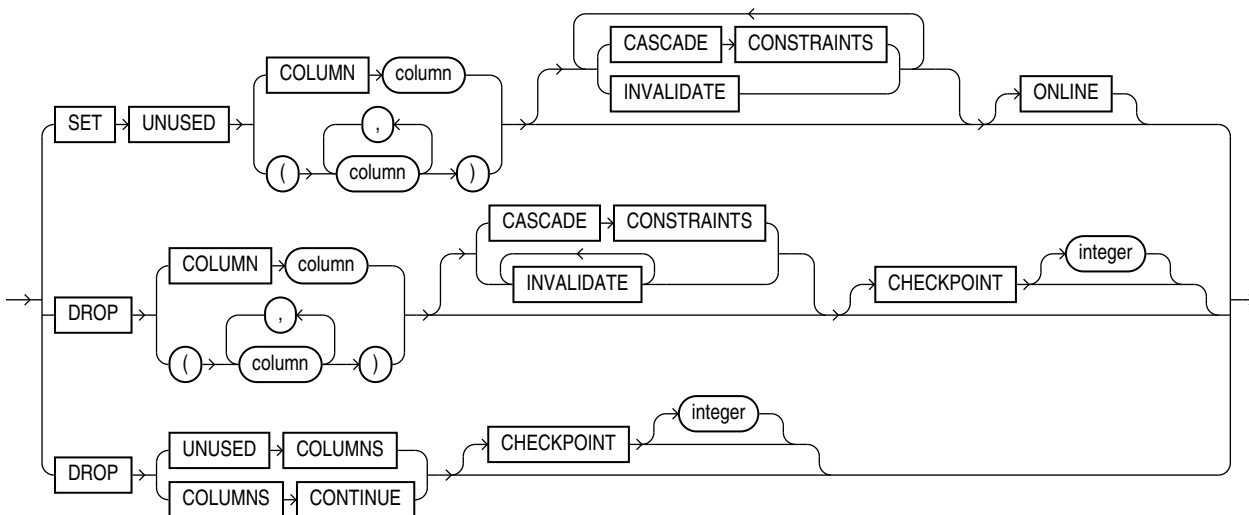 CASCADE CONSTRAINTS
COLUMN column
INVALIDATE
ONLINE
SET UNUSED
,
( column )
CASCADE CONSTRAINTS
COLUMN column
INVALIDATE
integer
CHECKPOINT
DROP
,
( column )
integer
UNUSED COLUMNS
CHECKPOINT
DROP
COLUMNS CONTINUE